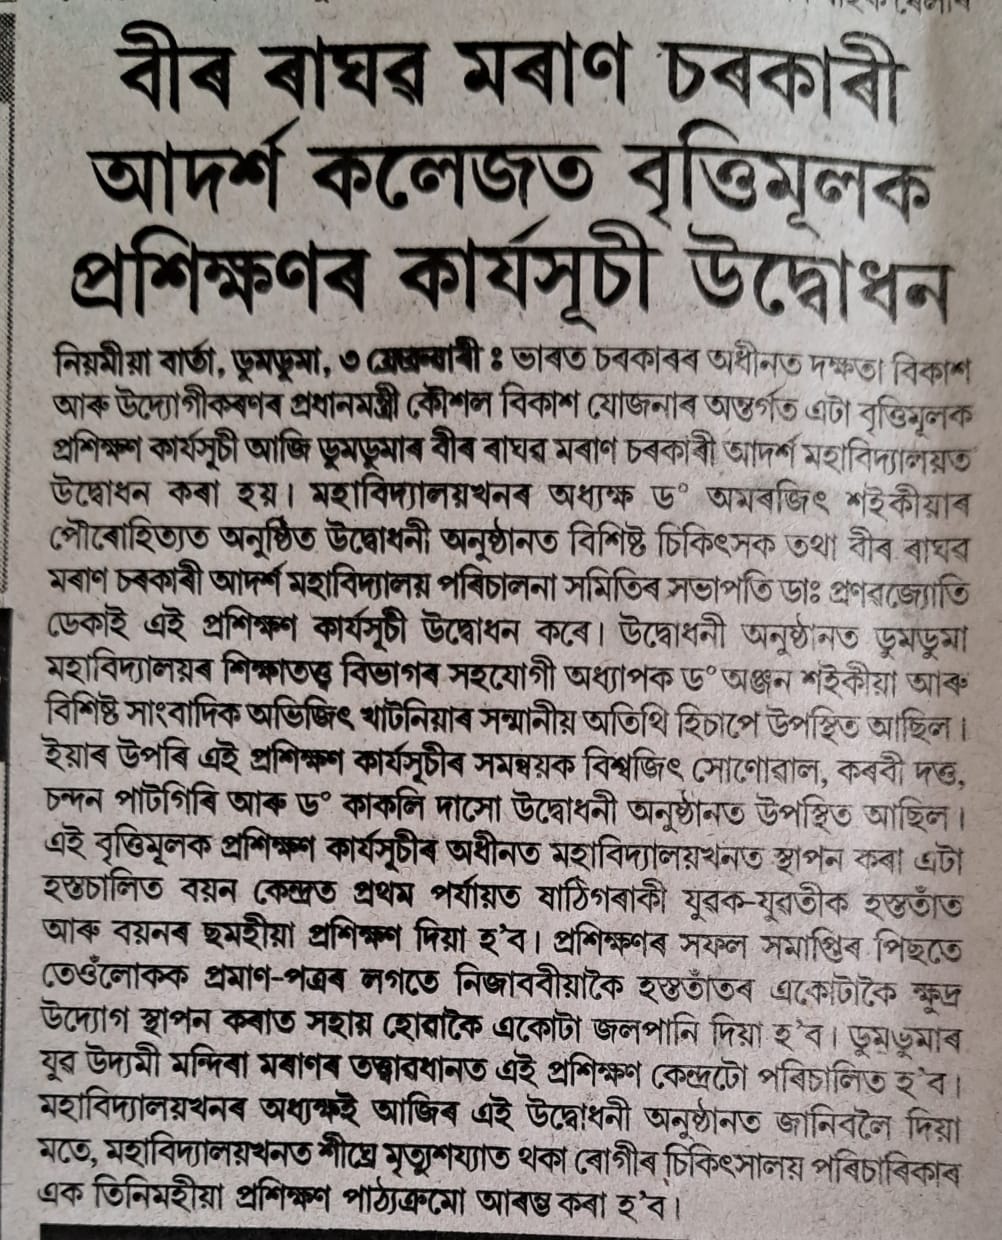 বীৰ ৰাঘৱ মৰাণ চৰকাৰী
আদৰ্শ কলেজত বৃত্তিমূলক
প্ৰশিক্ষণৰ কাৰ্যসূচী উদ্বোধন
নিয়মীয়া বাৰ্তা, ডুমডুমা, ৩ ফেব্ৰুৱাৰী : ভাৰত চৰকাৰৰ অধীনত দক্ষতা বিকাশ
আৰু উদ্যোগীকৰণৰ প্ৰধানমন্ত্ৰী কৌশল বিকাশ যোজনাৰ অন্তৰ্গত এটা বৃত্তিমূলক
প্ৰশিক্ষণ কাৰ্যসূচী আজি ডুমডুমাৰ বীৰ ৰাঘৱ মৰাণ চৰকাৰী আদৰ্শ মহাবিদ্যালয়ত
উদ্বোধন কৰা হয়। মহাবিদ্যালয়খনৰ অধ্যক্ষ ড° অমৰজিৎ শইকীয়াৰ
পৌৰোহিত্যত অনুষ্ঠিত উদ্বোধনী অনুষ্ঠানত বিশিষ্ট চিকিৎসক তথা বীৰ ৰাঘৱ
মৰাণ চৰকাৰী আদৰ্শ মহাবিদ্যালয় পৰিচালনা সমিতিৰ সভাপতি ডাঃ প্ৰণৱজ্যোতি
ডেকাই এই প্ৰশিক্ষণ কাৰ্যসূচী উদ্বোধন কৰে। উদ্বোধনী অনুষ্ঠানত ডুমডুমা
মহাবিদ্যালয়ৰ শিক্ষাতত্ত্ব বিভাগৰ সহযোগী অধ্যাপক ড° অঞ্জন শইকীয়া আৰু
বিশিষ্ট সাংবাদিক অভিজিৎ খাটনিয়াৰ সন্মানীয় অতিথি হিচাপে উপস্থিত আছিল।
ইয়াৰ উপৰি এই প্ৰশিক্ষণ কাৰ্যসূচীৰ সমন্বয়ক বিশ্বজিৎ সোণোৱাল, কৰবী দত্ত,
চন্দন পাটগিৰি আৰু ড° কাকলি দাসো উদ্বোধনী অনুষ্ঠানত উপস্থিত আছিল।
এই বৃত্তিমূলক প্ৰশিক্ষণ কাৰ্যসূচীৰ অধীনত মহাবিদ্যালয়খনত স্থাপন কৰা এটা
হস্তচালিত বয়ন কেন্দ্ৰত প্ৰথম পৰ্যায়ত ষাঠিগৰাকী যুৱক-যুৱতীক হস্ততাঁত
আৰু বয়নৰ ছমহীয়া প্ৰশিক্ষণ দিয়া হ'ব। প্ৰশিক্ষণৰ সফল সমাপ্তিৰ পিছতে
তেওঁলোকক প্ৰমাণ-পত্ৰৰ লগতে নিজাববীয়াকৈ হস্ততাঁতৰ একোটাকৈ ক্ষুদ্ৰ
উদ্যোগ স্থাপন কৰাত সহায় হোৱাকৈ একোটা জলপানি দিয়া হ'ব। ডুমডুমাৰ
যুৱ উদ্যমী মন্দিৰা মৰাণৰ তত্ত্বাৱধানত এই প্ৰশিক্ষণ কেন্দ্ৰটো পৰিচালিত হ'ব।
মহাবিদ্যালয়খনৰ অধ্যক্ষই আজিৰ এই উদ্বোধনী অনুষ্ঠানত জানিবলৈ দিয়া
মতে, মহাবিদ্যালয়খনত শীঘ্ৰে মৃত্যুশয্যাত থকা ৰোগীৰ চিকিৎসালয় পৰিচাৰিকাৰ
এক তিনিমহীয়া প্ৰশিক্ষণ পাঠ্যক্ৰমো আৰম্ভ কৰা হ'ব।